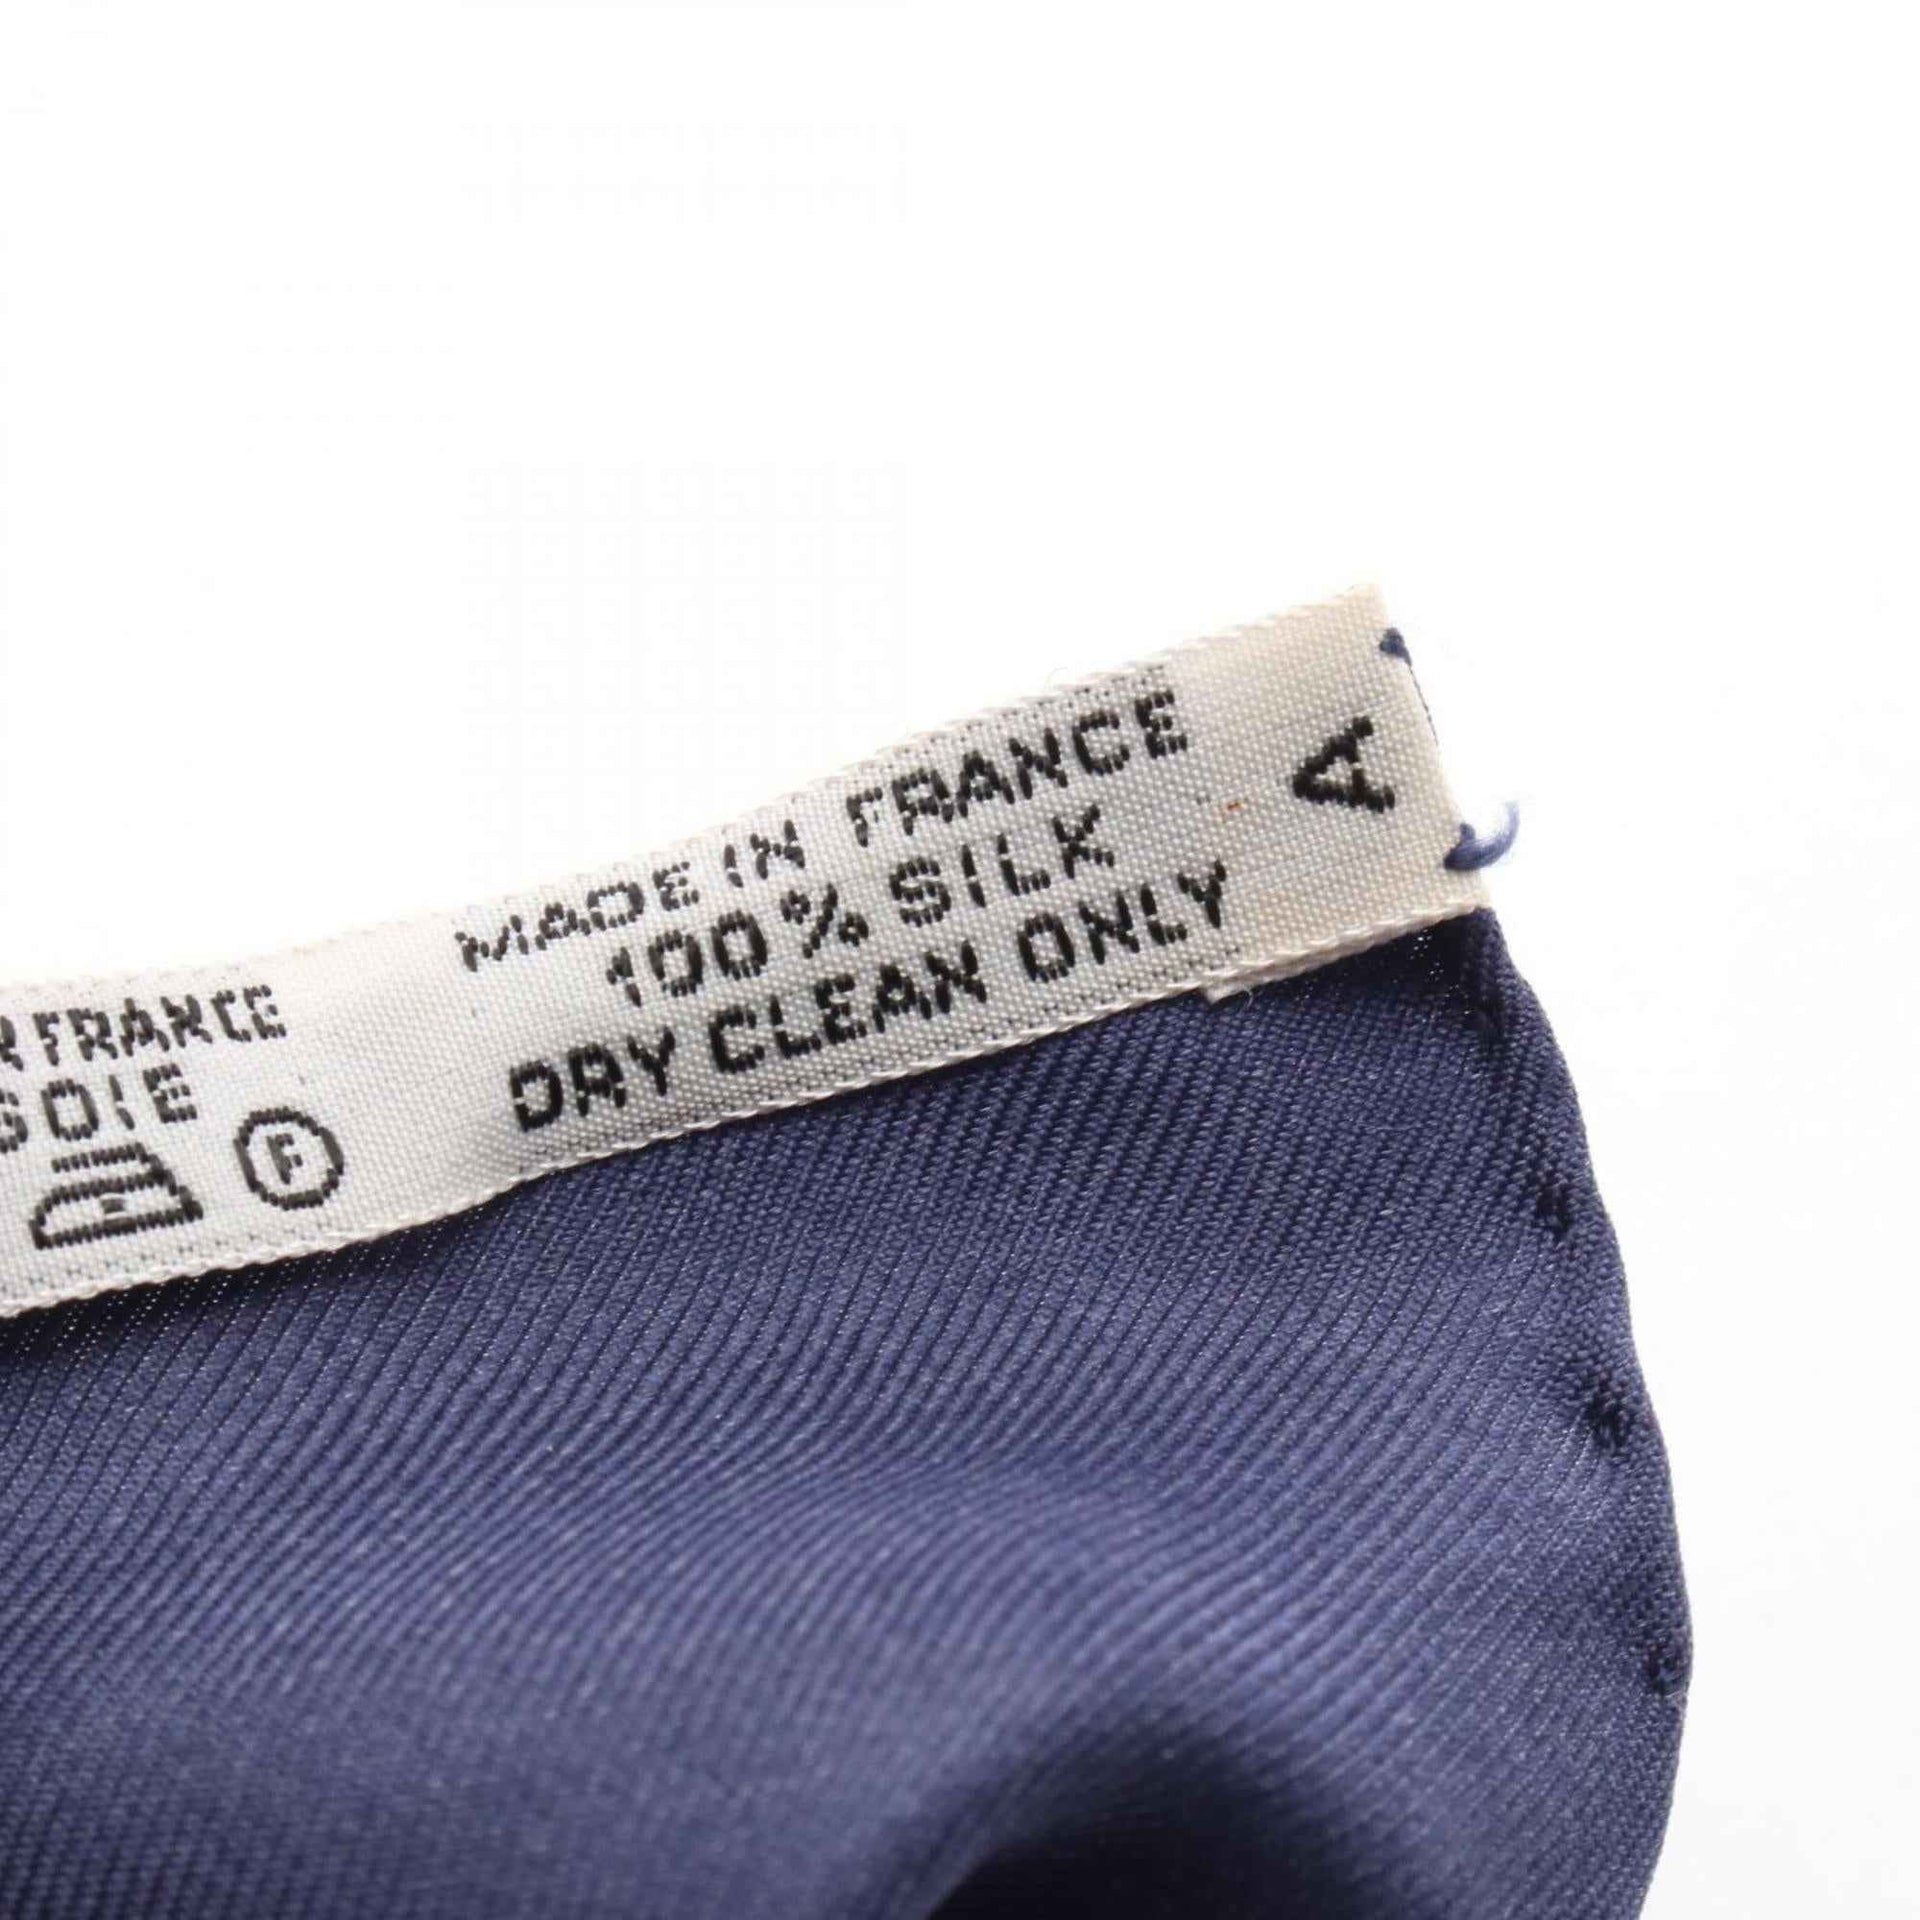 FRANCE
SOIE
F
MADE IN FRANCE
100% SILK
DRY CLEAN ONLY
A